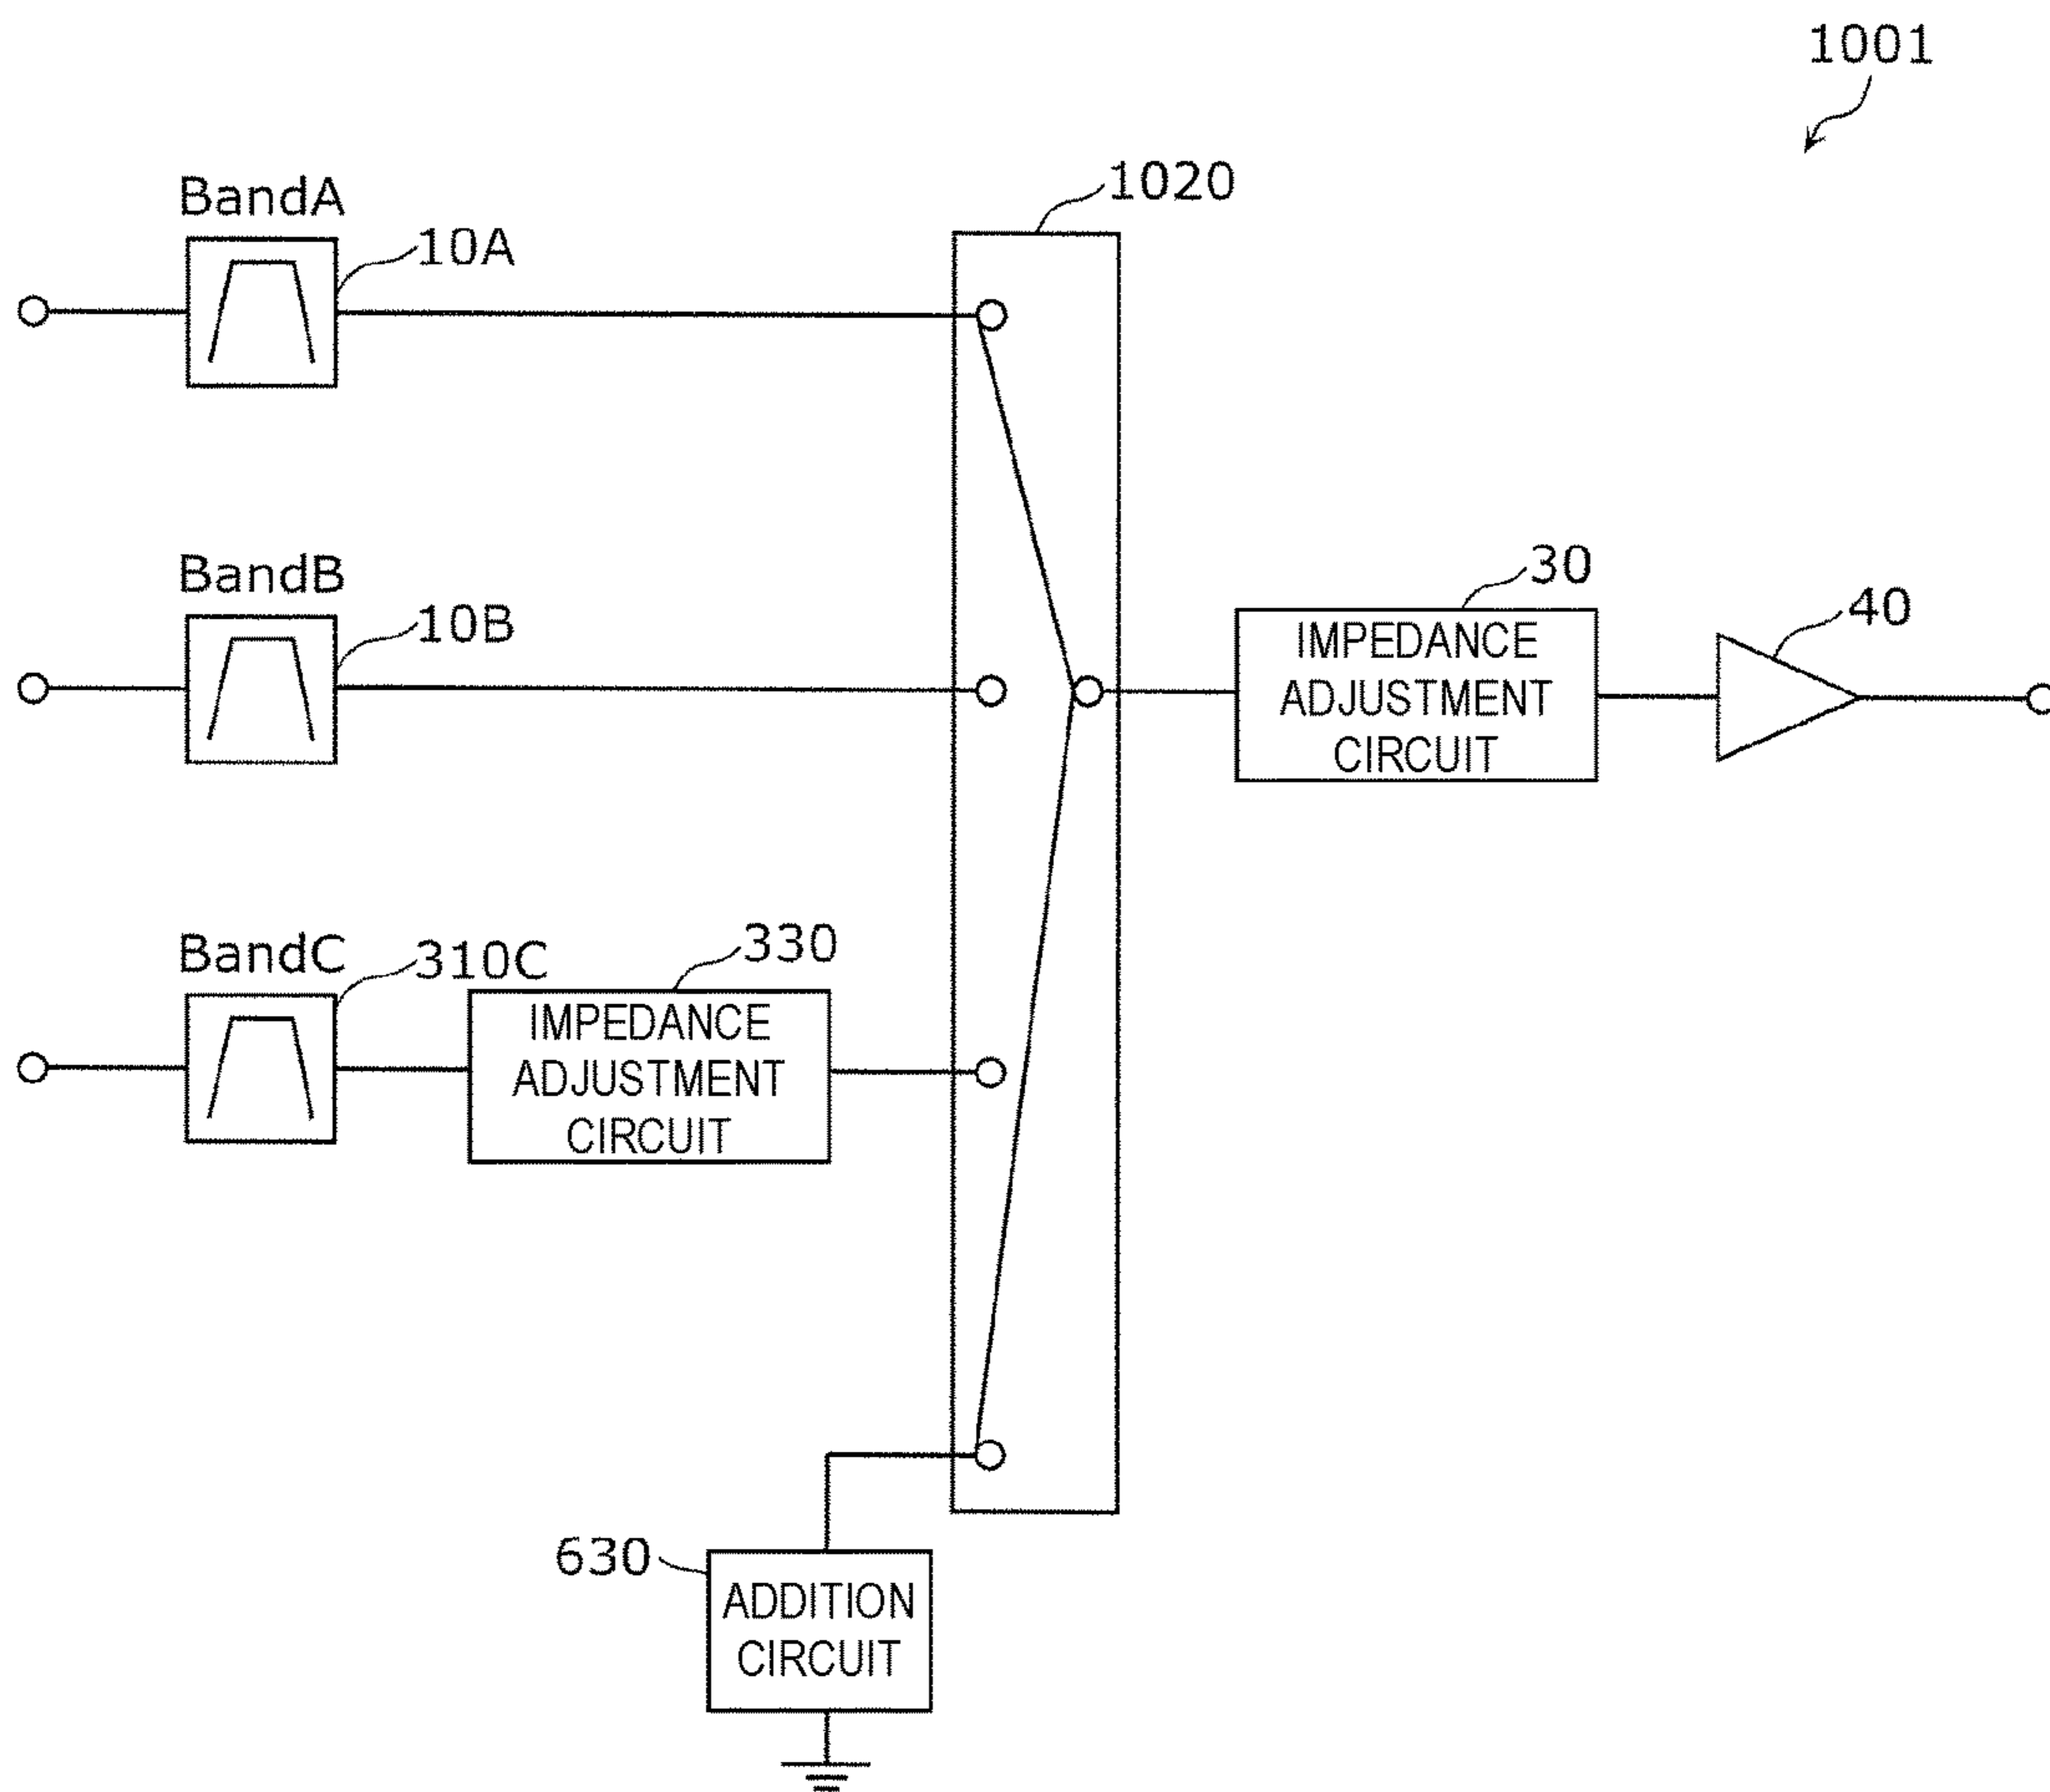 1001
1020
BandA
10A
BandB
10B
30
IMPEDANCE
ADJUSTMENT
CIRCUIT
40
BandC
310C
330
IMPEDANCE
ADJUSTMENT
CIRCUIT
630
ADDITION
CIRCUIT